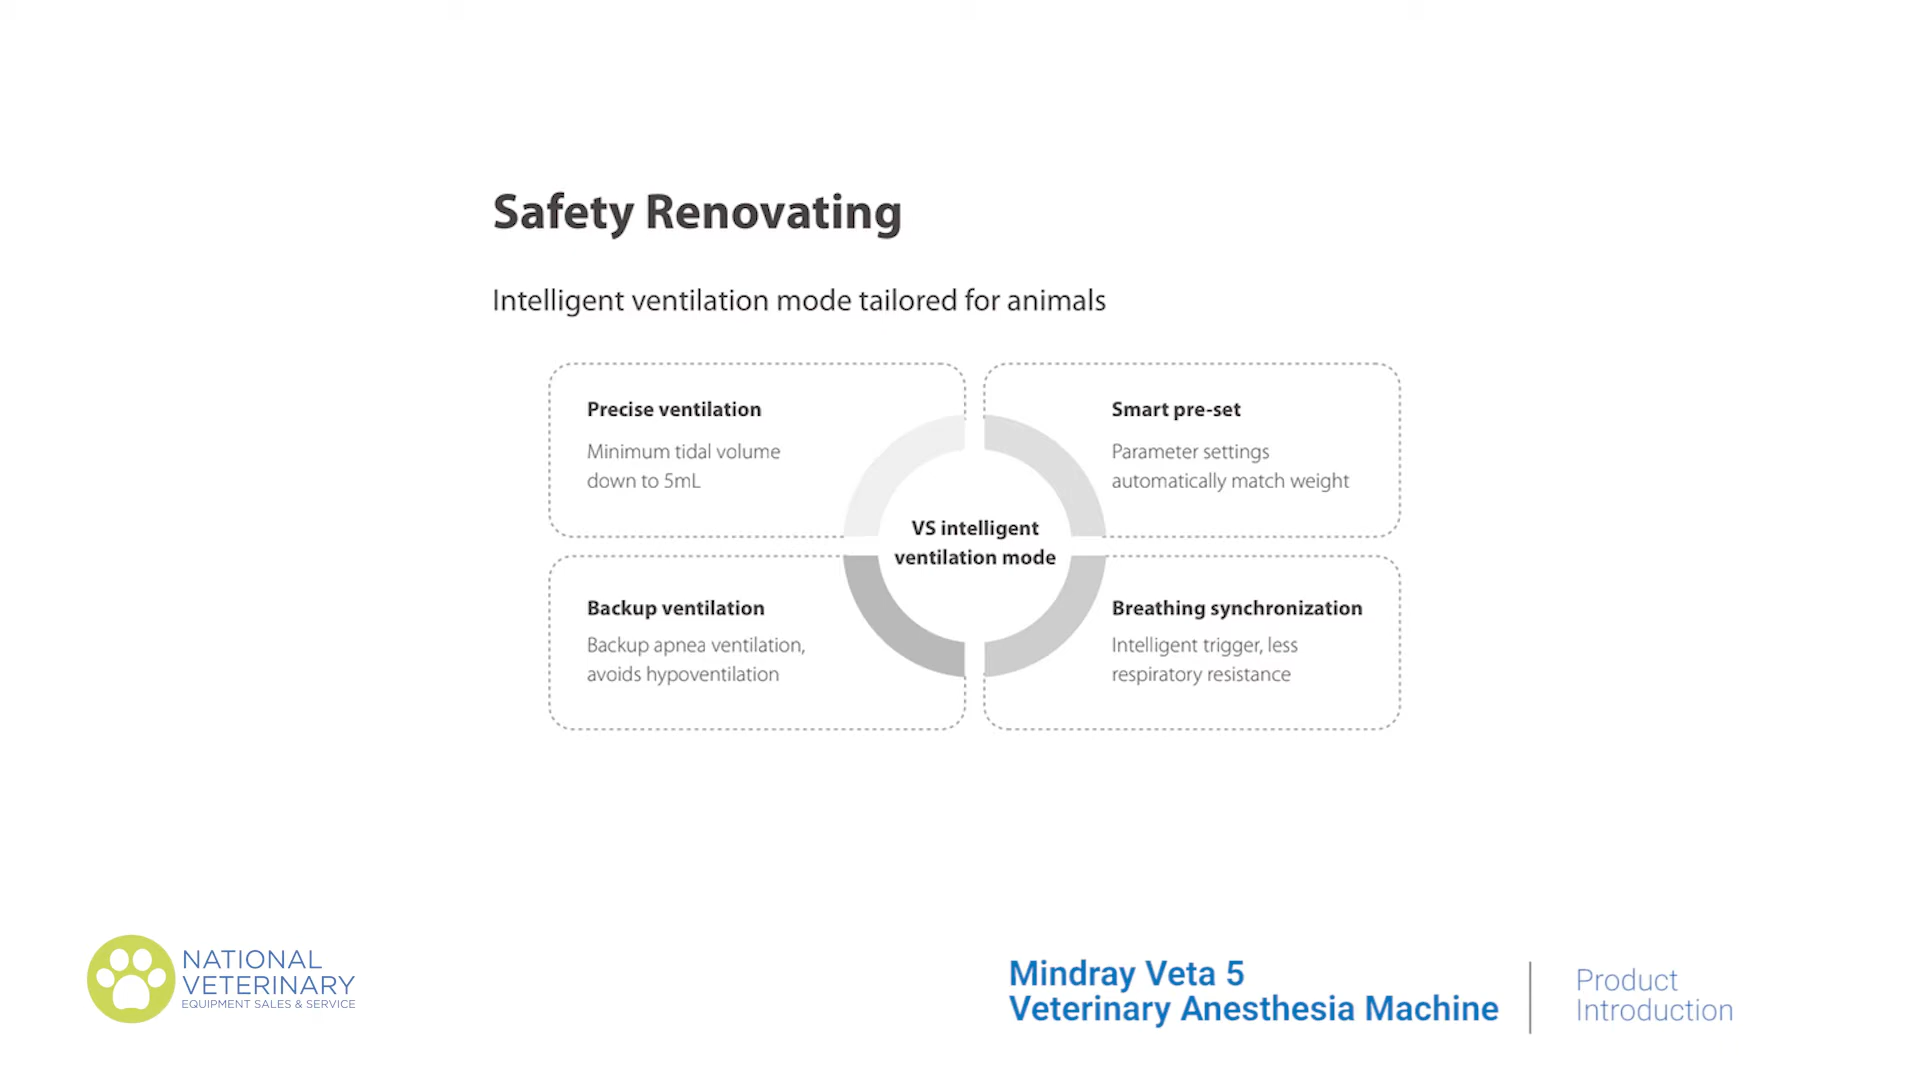 Safety Renovating
Intelligent ventilation mode tailored for animals
Precise ventilation
Minimum tidal volume
down to 5mL
Smart pre-set
Parameter settings
automatically match weight
VS intelligent
ventilation mode
Backup ventilation
Backup apnea ventilation,
avoids hypoventilation
Breathing synchronization
Intelligent trigger, less
respiratory resistance
NATIONAL
VETERINARY
EQUIPMENT SALES & SERVICE
Mindray Veta 5
Veterinary Anesthesia Machine
Product
Introduction